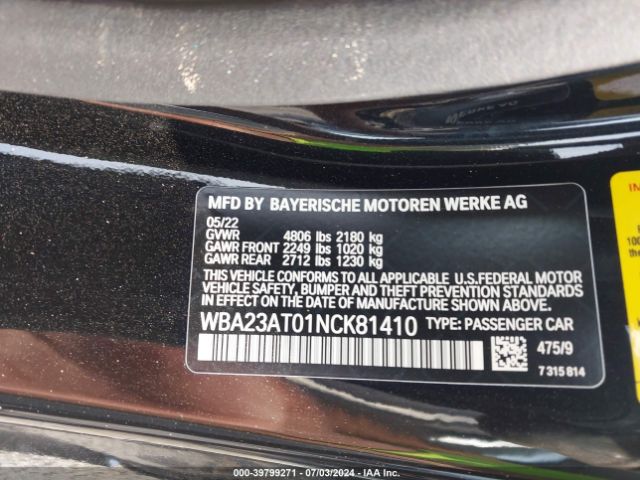 MFD BY BAYERISCHE MOTOREN WERKE AG
05/22
GVWR 4806 lbs 2180 kg
GAWR FRONT 2249 lbs 1020 kg
GAWR REAR 2712 lbs 1230 kg
THIS VEHICLE CONFORMS TO ALL APPLICABLE U.S.FEDERAL MOTOR
VEHICLE SAFETY, BUMPER AND THEFT PREVENTION STANDARDS
IN EFFECT ON THE DATE OF MANUFACTURE SHOWN ABOVE.
WBA23AT01NCK81410 TYPE: PASSENGER CAR
475/9
7 315 814
000-39799271 - 07/03/2024 - IAA Inc.